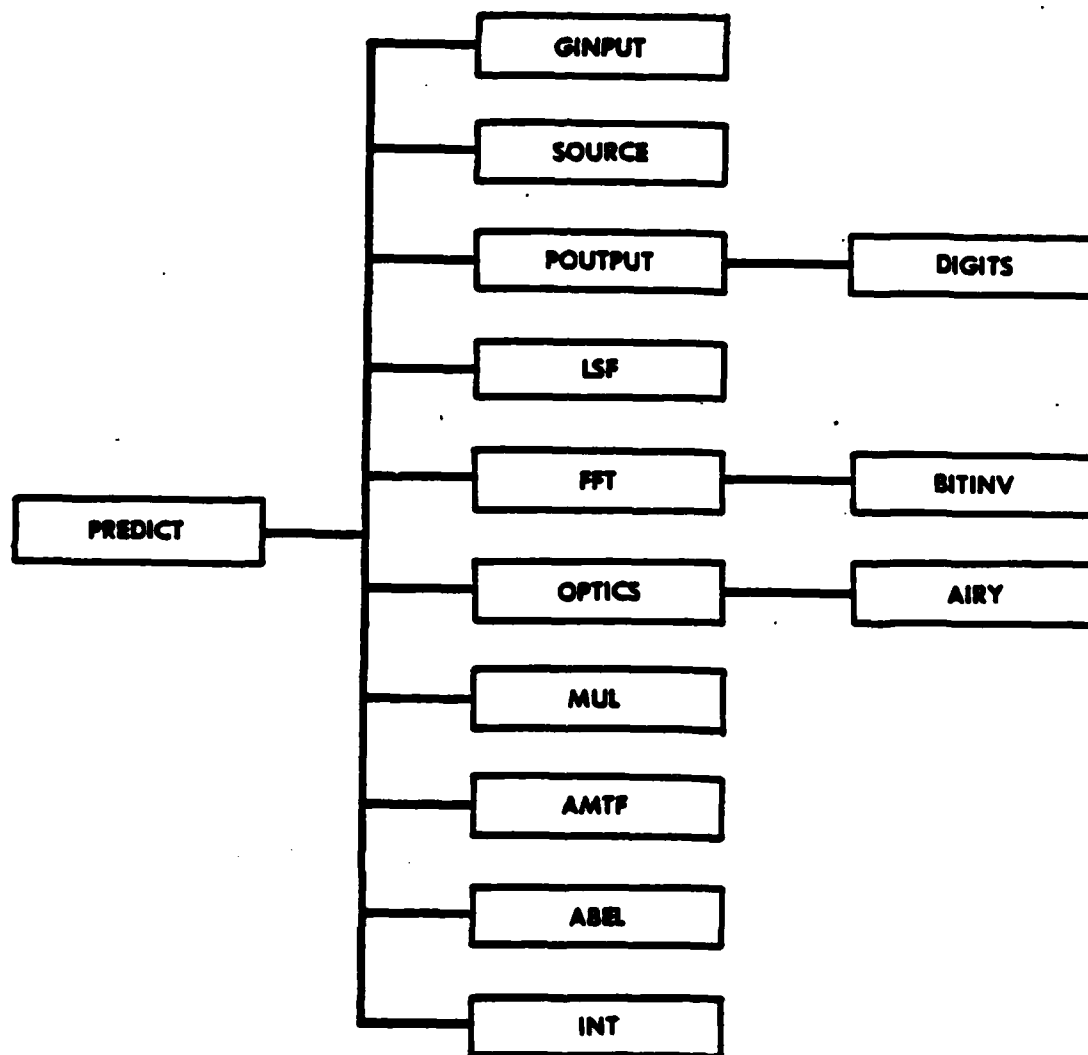 GINPUT
SOURCE
POUTPUT
DIGITS
LSF
FFT
BITINV
PREDICT
OPTICS
AIRY
MUL
AMTF
ABEL
INT